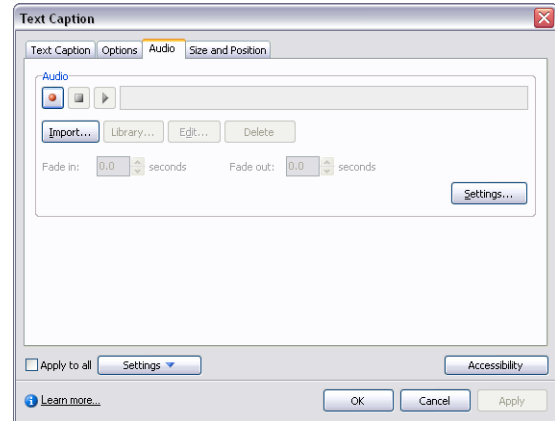 Text Caption
Text Caption Options Audio Size and Position
Audio
Import... Library... Edit... Delete
Fade in: 0.0 seconds Fade out: 0.0 seconds
Settings...
Apply to all Settings Accessibility
Learn more... OK Cancel Apply